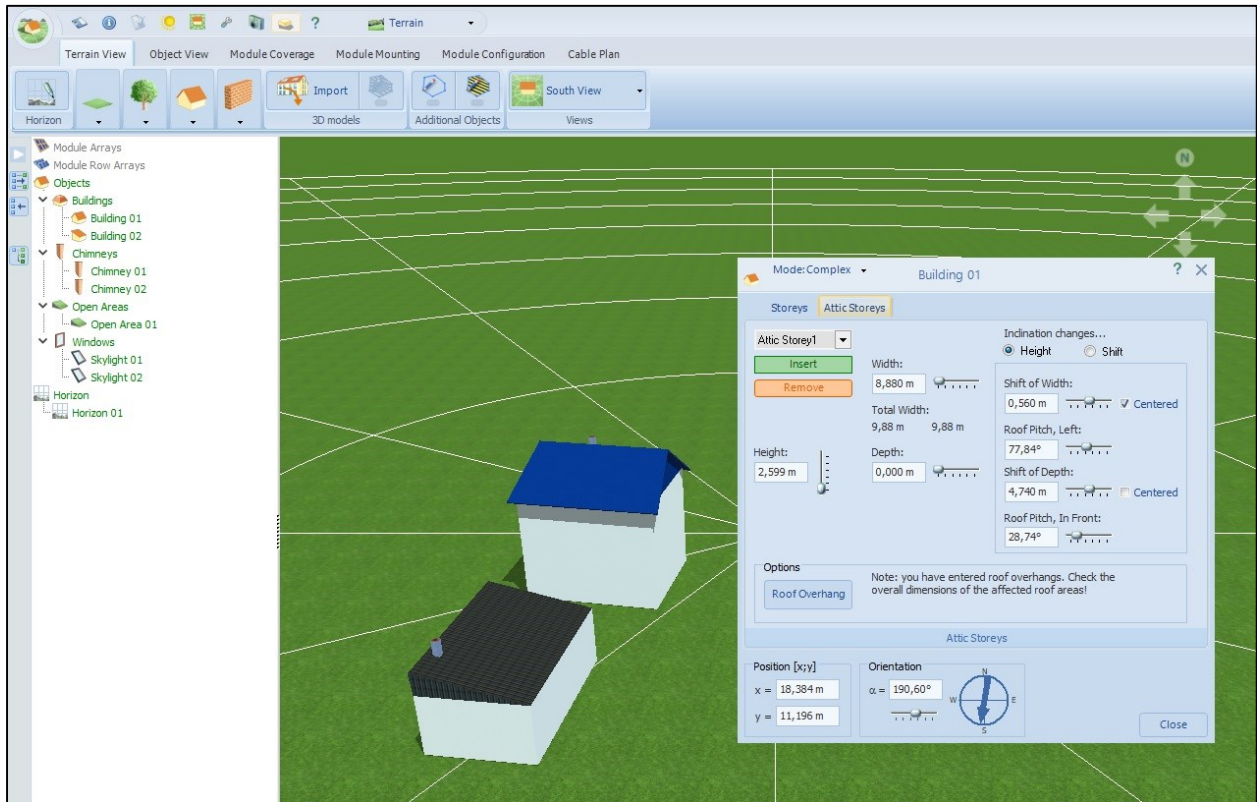 ? Terrain
Terrain View Object View Module Coverage Module Mounting Module Configuration Cable Plan
Import South View
Horizon 3D models Additional Objects Views
Module Arrays
Module Row Arrays
Objects
Buildings
Building 01
Building 02
Chimneys
Chimney 01
Chimney 02
Open Areas
Open Area 01
Windows
Skylight 01
Skylight 02
Horizon
Horizon 01
N
Mode:Complex Building 01 ?
Storeys Attic Storeys
Attic Storey1
Insert
Remove
Height:
2,599 m
Width:
8,880 m
Total Width:
9,88 m 9,88 m
Depth:
0,000 m
Inclination changes...
Height Shift
Shift of Width:
0,560 m Centered
Roof Pitch, Left:
77,84°
Shift of Depth:
4,740 m Centered
Roof Pitch, In Front:
28,74°
Options
Roof Overhang
Note: you have entered roof overhangs. Check the
overall dimensions of the affected roof areas!
Attic Storeys
Position [x;y]
x = 18,384 m
y = 11,196 m
Orientation
α = 190,60°
N
W E
S
Close